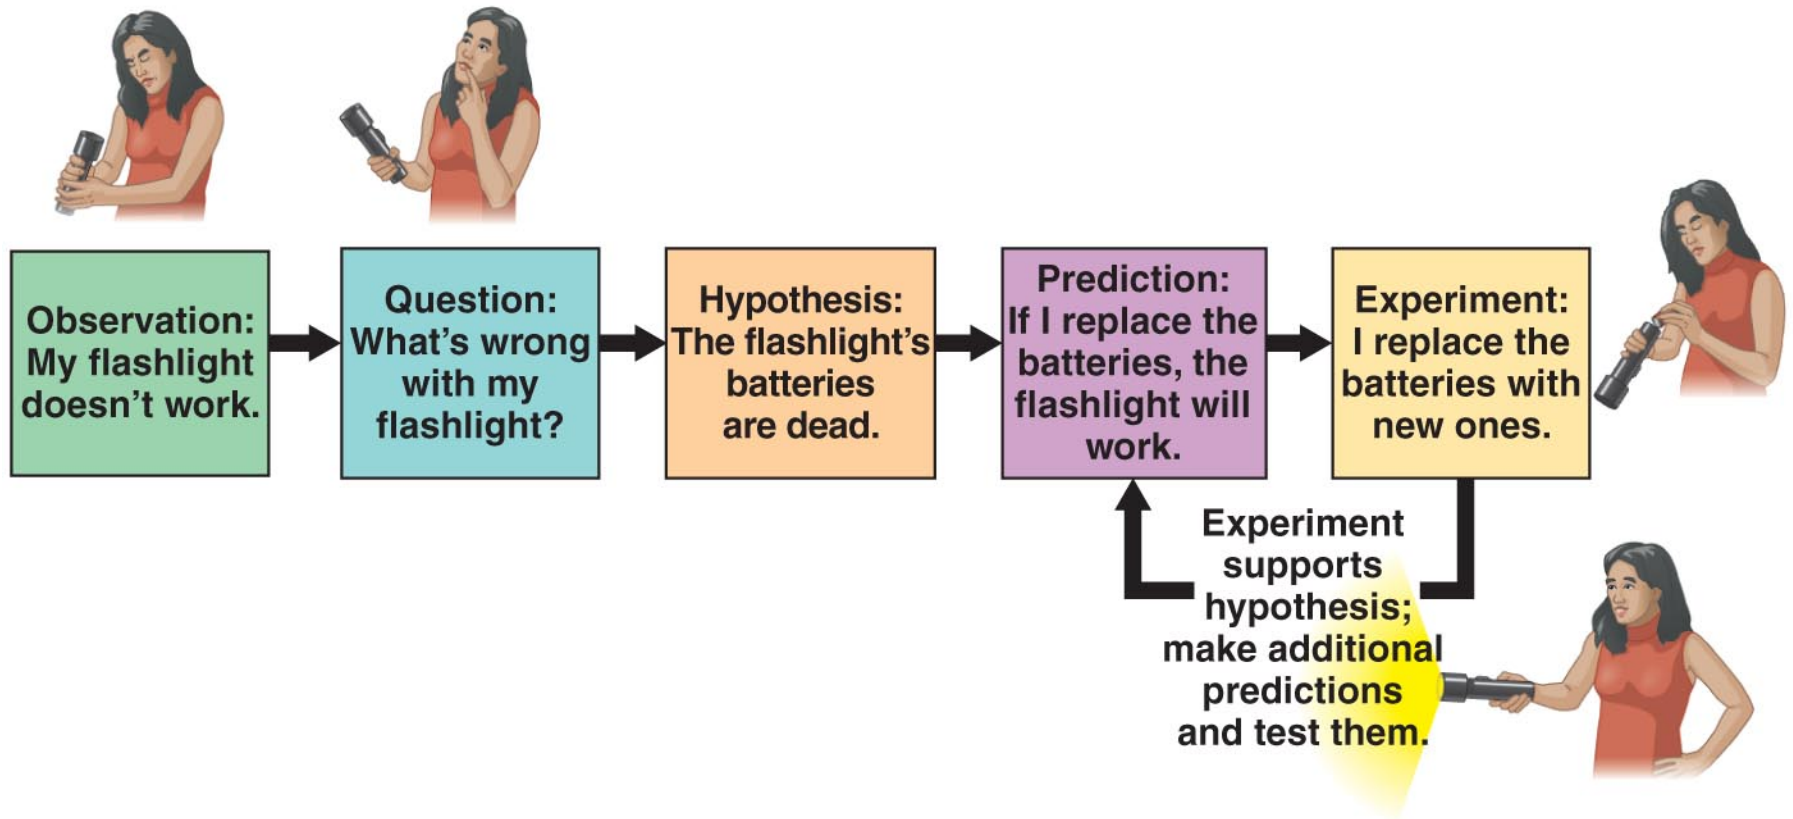 Observation:
My flashlight
doesn't work.
Question:
What's wrong
with my
flashlight?
Hypothesis:
The flashlight's
batteries
are dead.
Prediction:
If I replace the
batteries, the
flashlight will
work.
Experiment:
I replace the
batteries with
new ones.
Experiment
supports
hypothesis;
make additional
predictions
and test them.